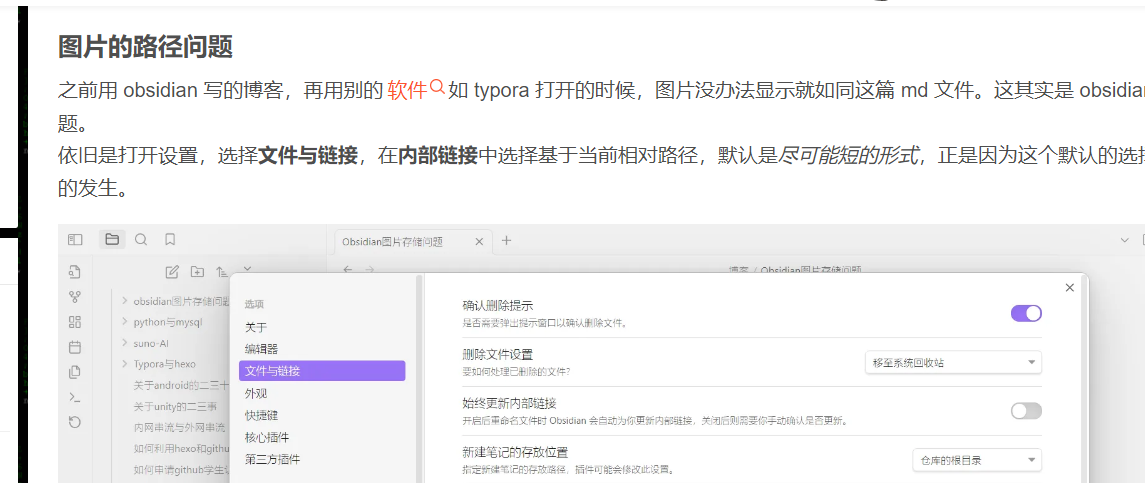 图片的路径问题
之前用 obsidian 写的博客，再用别的 软件 如 typora 打开的时候，图片没办法显示就如同这篇 md 文件。这其实是 obsidian
题。
依旧是打开设置，选择文件与链接，在内部链接中选择基于当前相对路径，默认是尽可能短的形式，正是因为这个默认的选择
的发生。
Obsidian图片存储问题
博客 / Obsidian图片存储问题
obsidian图片存储问题
python与mysql
suno-AI
Typora与hexo
关于android的二三十
关于unity的二三事
内网串流与外网串流
如何利用hexo和githu
如何申请github学生认
选项
关于
编辑器
文件与链接
外观
快捷键
核心插件
第三方插件
确认删除提示
是否需要弹出提示窗口以确认删除文件。
删除文件设置
要如何处理已删除的文件?
移至系统回收站
始终更新内部链接
开启后重命名文件时 Obsidian 会自动为你更新内部链接，关闭后则需要你手动确认是否更新。
新建笔记的存放位置
指定新建笔记的存放路径，插件可能会修改此设置。
仓库的根目录